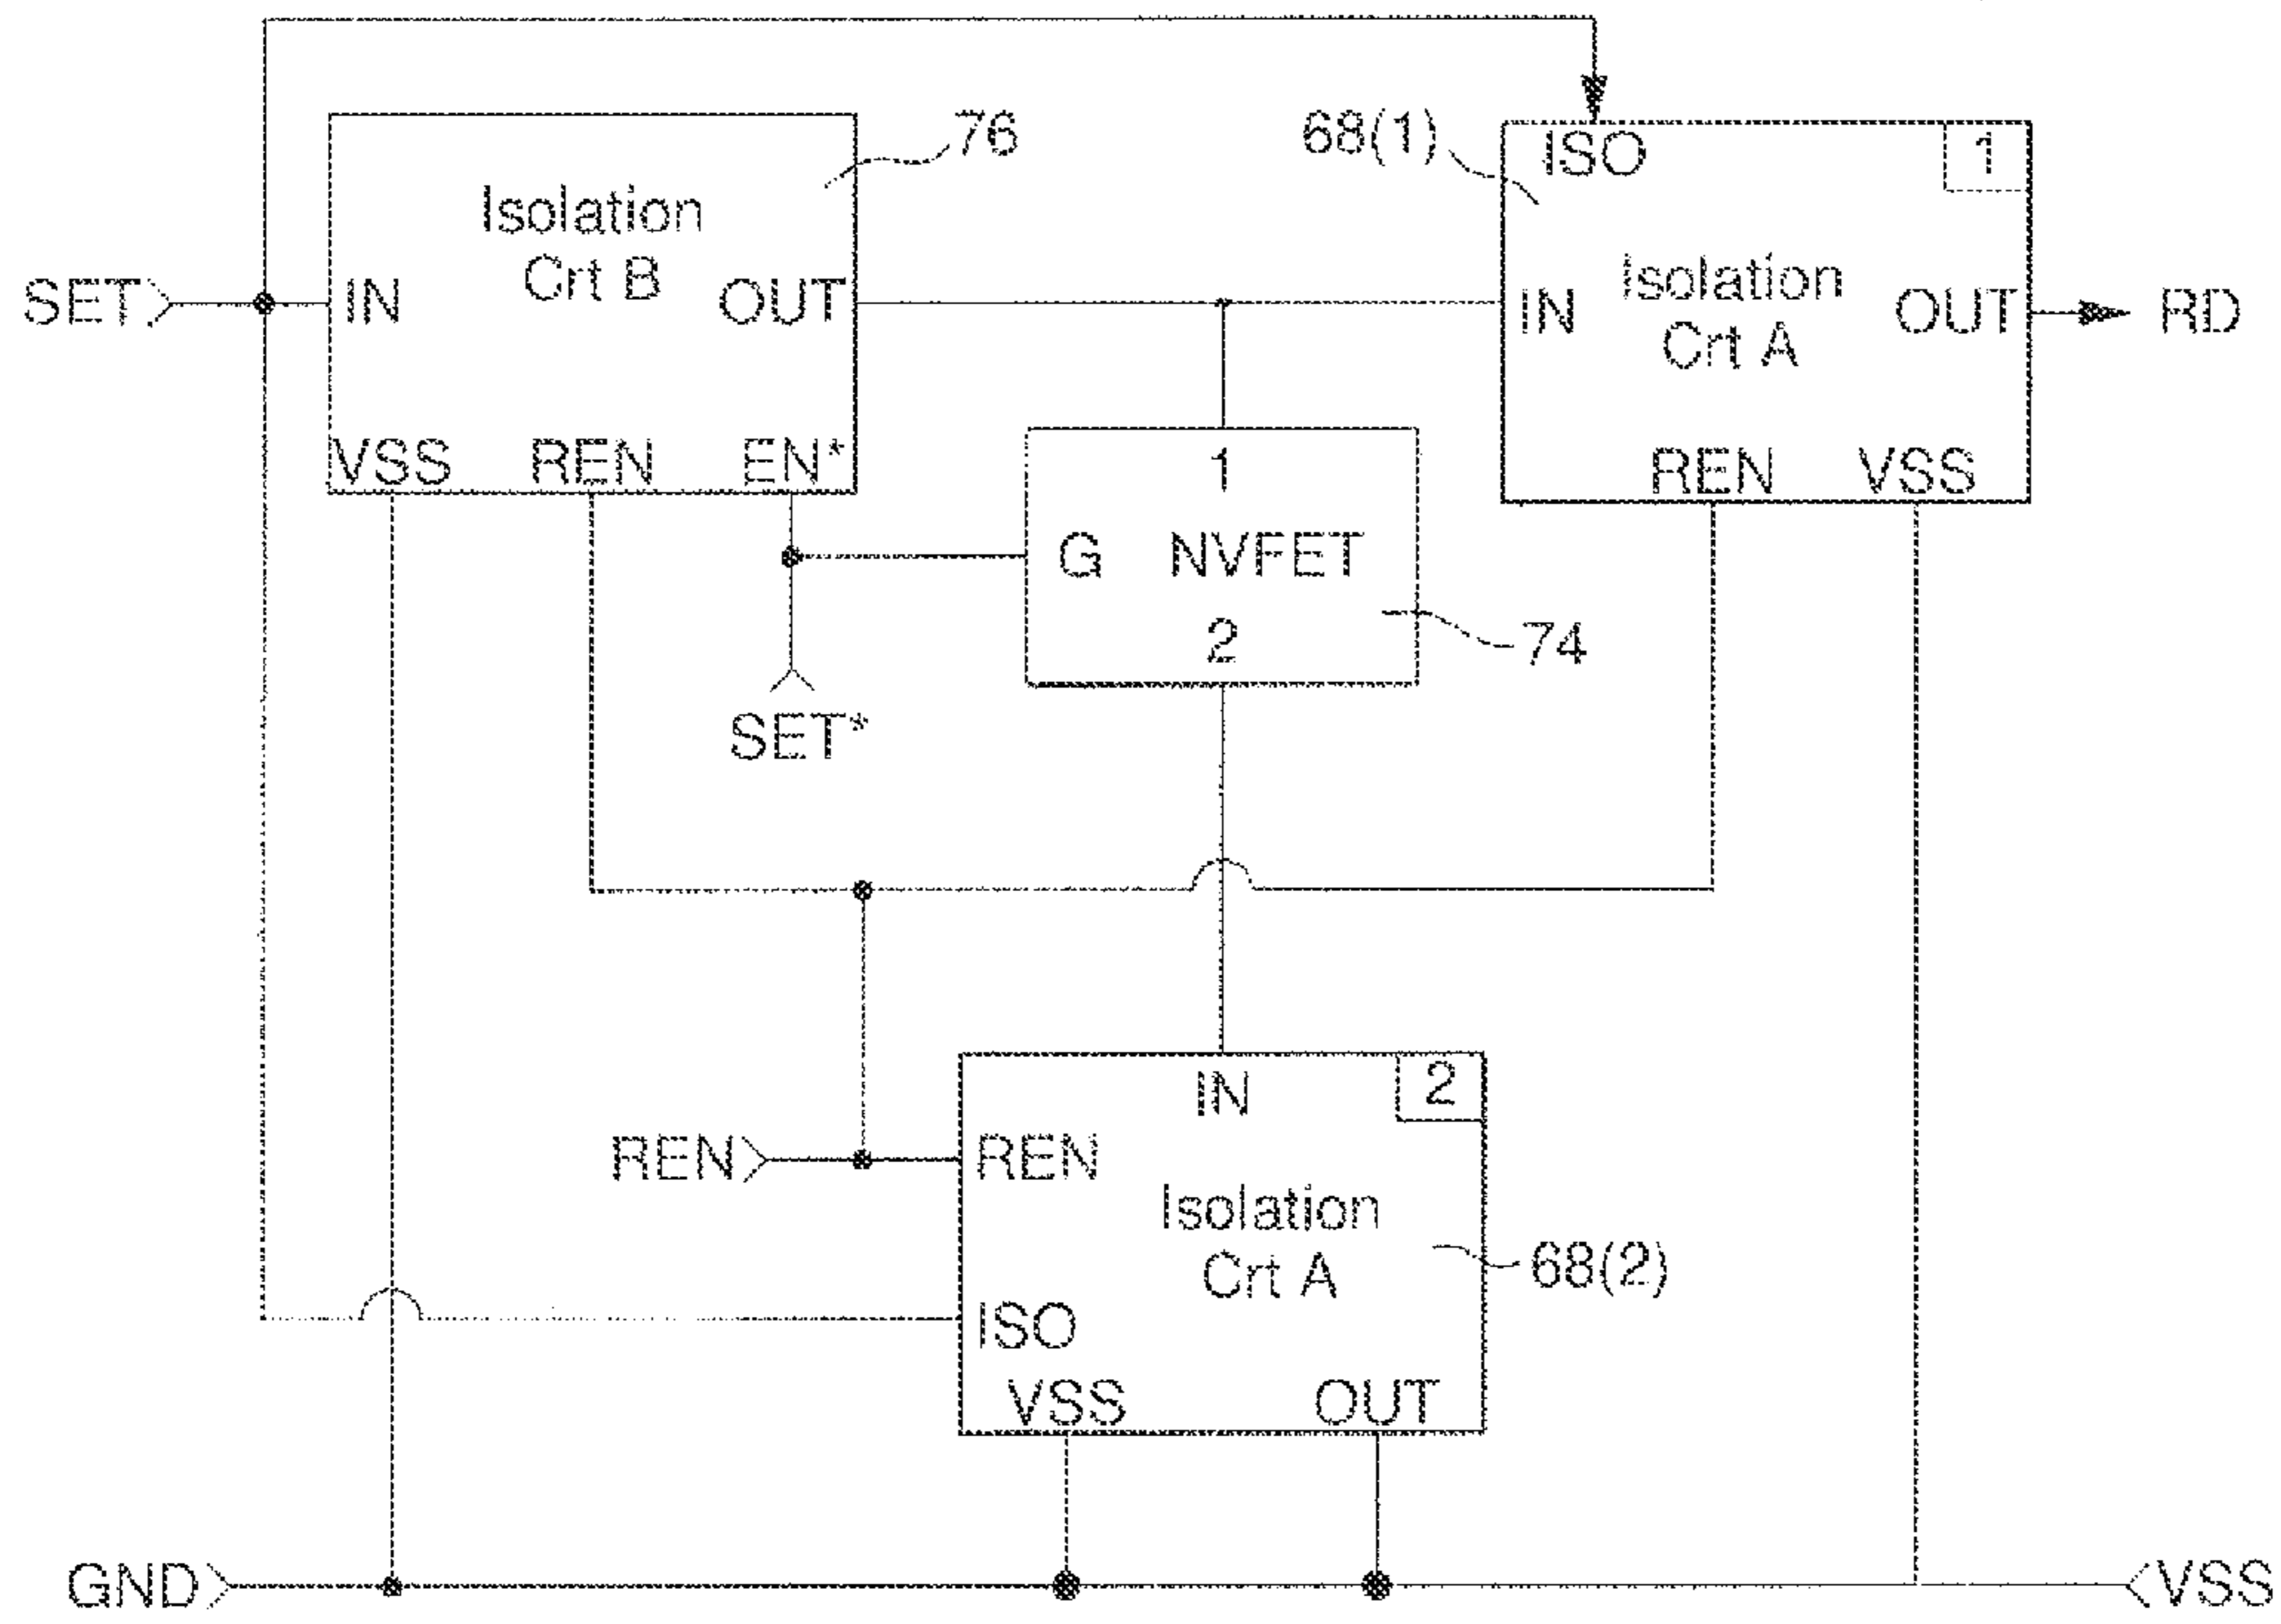 76
68(1)
ISO
1
Isolation
Crt B
SET
IN
OUT
IN
Isolation
Crt A
OUT
RD
VSS
REN
EN*
1
REN
VSS
G
NVFET
2
74
SET*
IN
2
REN
REN
Isolation
Crt A
68(2)
ISO
VSS
OUT
GND
VSS